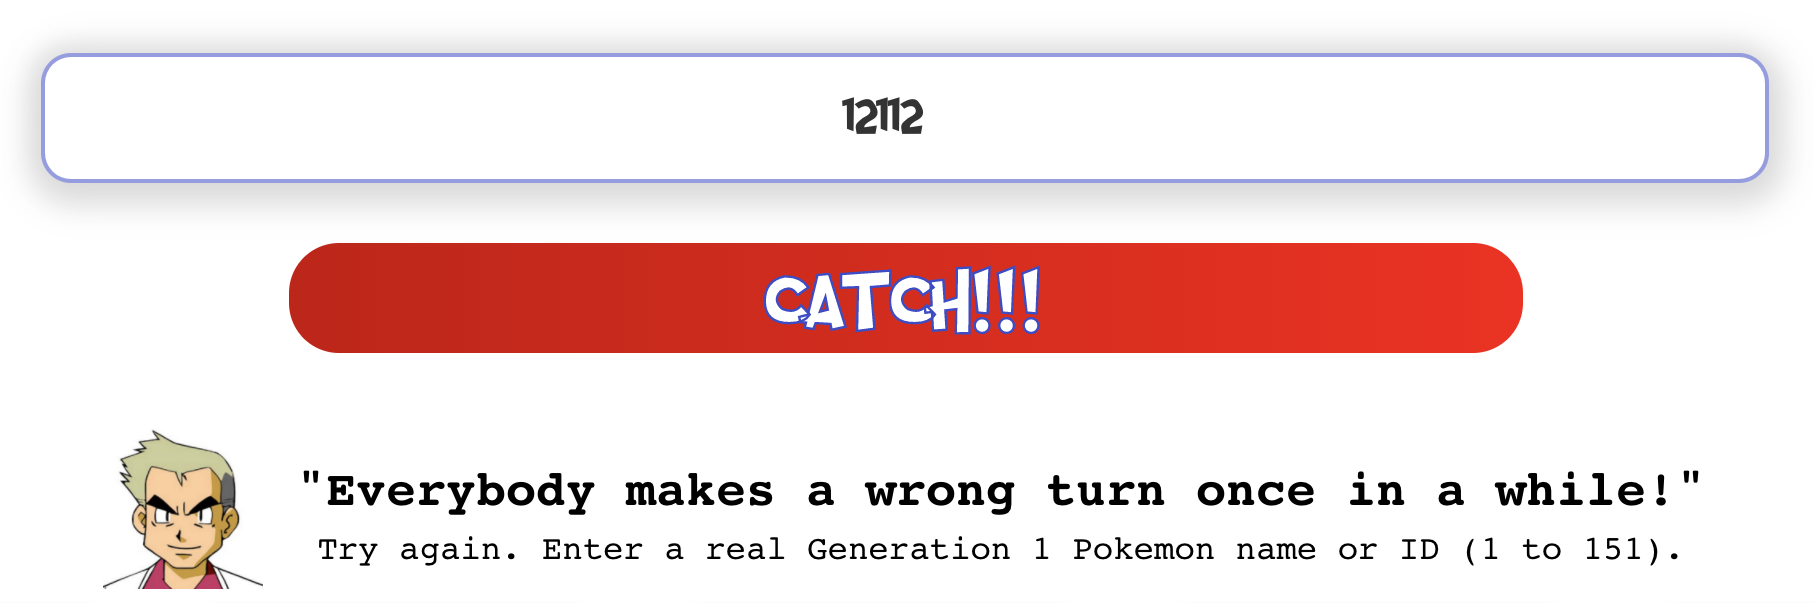 12112
CATCH!!!
"Everybody makes a wrong turn once in a while!"
Try again. Enter a real Generation 1 Pokemon name or ID (1 to 151).